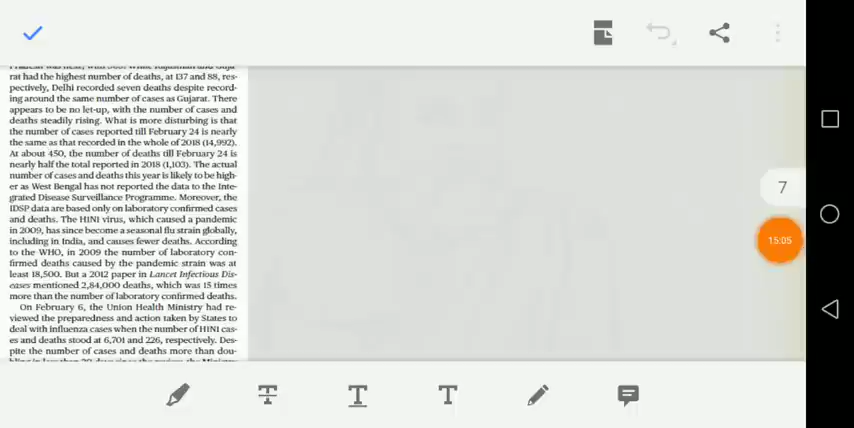 Pradesh was next, with 905. While Rajasthan and Guja-
rat had the highest number of deaths, at 137 and 88, res-
pectively, Delhi recorded seven deaths despite record-
ing around the same number of cases as Gujarat. There
appears to be no let-up, with the number of cases and
deaths steadily rising. What is more disturbing is that
the number of cases reported till February 24 is nearly
the same as that recorded in the whole of 2018 (14,992).
At about 450, the number of deaths till February 24 is
nearly half the total reported in 2018 (1,103). The actual
number of cases and deaths this year is likely to be high-
er as West Bengal has not reported the data to the Inte-
grated Disease Surveillance Programme. Moreover, the
IDSP data are based only on laboratory confirmed cases
and deaths. The H1N1 virus, which caused a pandemic
in 2009, has since become a seasonal flu strain globally,
including in India, and causes fewer deaths. According
to the WHO, in 2009 the number of laboratory con-
firmed deaths caused by the pandemic strain was at
least 18,500. But a 2012 paper in Lancet Infectious Dis-
eases mentioned 2,84,000 deaths, which was 15 times
more than the number of laboratory confirmed deaths.
On February 6, the Union Health Ministry had re-
viewed the preparedness and action taken by States to
deal with influenza cases when the number of H1N1 cas-
es and deaths stood at 6,701 and 226, respectively. Des-
pite the number of cases and deaths more than dou-
7
15:05